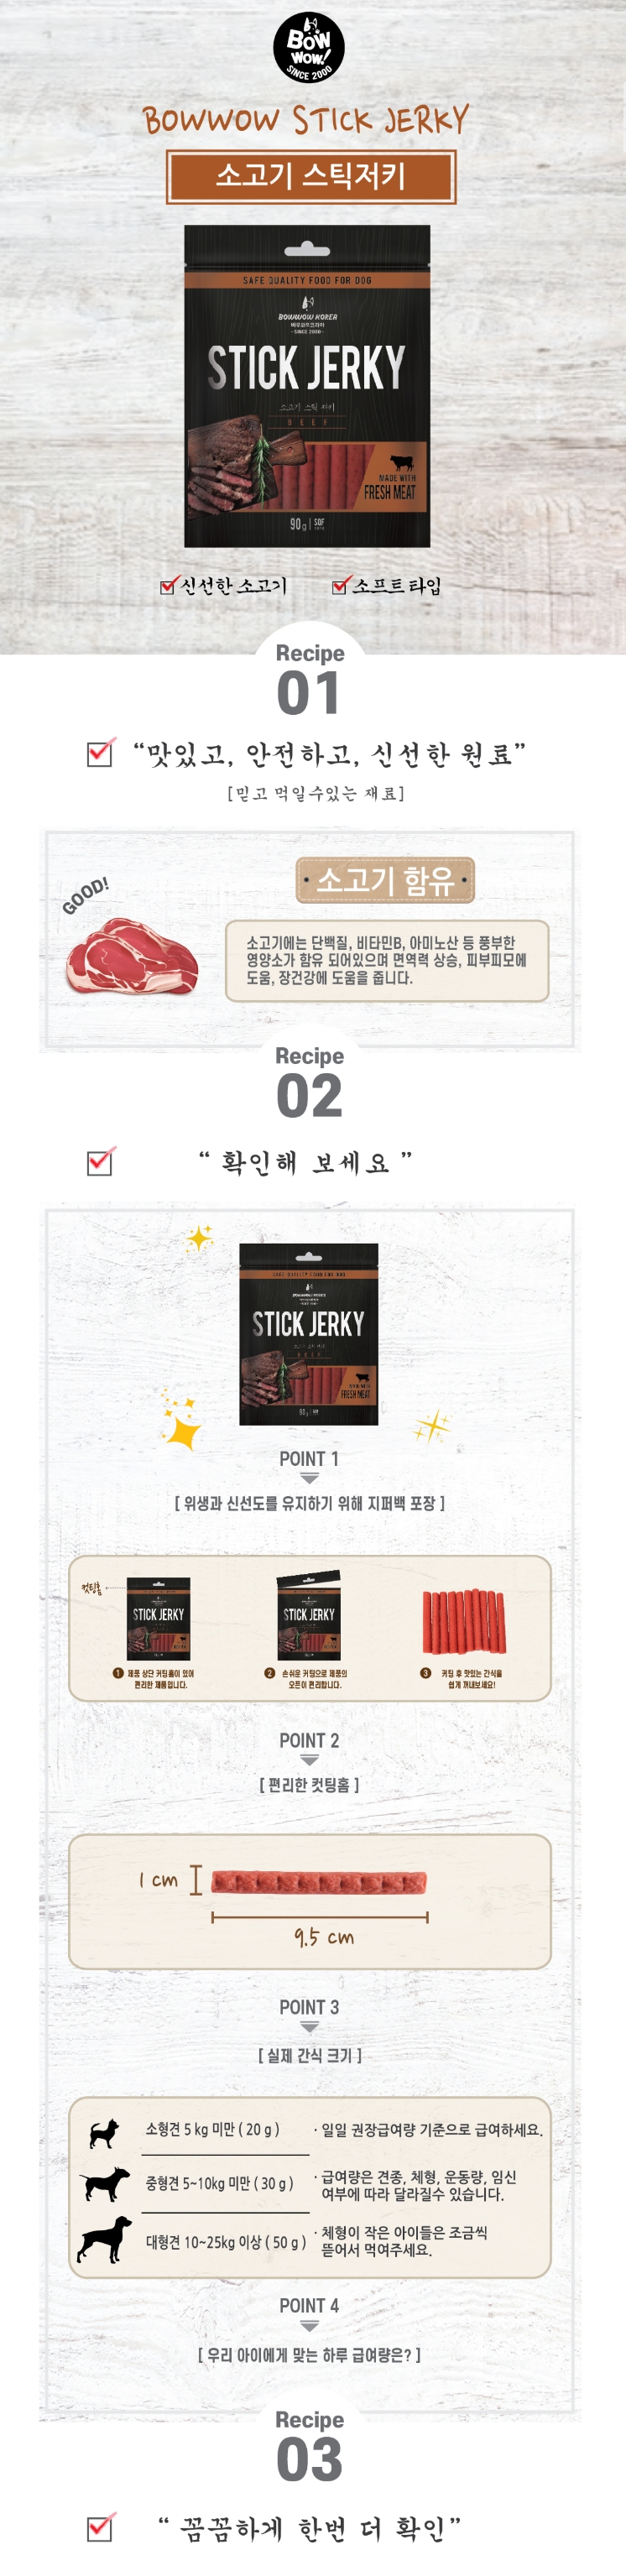 BOW
WOW!
SINCE 2000
BOWWOW STICK JERKY
소고기 스틱저키
SAFE QUALITY FOOD FOR DOG
BOWWOW KOREA
바우와우코리아
- SINCE 2000 -
STICK JERKY
소고기 스틱 저키
BEEF
MADE WITH
FRESH MEAT
90g SQF
신선한 소고기
소프트 타입
Recipe
01
“맛있고, 안전하고, 신선한 원료”
[믿고 먹일수있는 재료]
GOOD!
소고기 함유
소고기에는 단백질, 비타민B, 아미노산 등 풍부한
영양소가 함유 되어있으며 면역력 상승, 피부피모에
도움, 장건강에 도움을 줍니다.
Recipe
02
“ 확인해 보세요 ”
SAFE QUALITY FOOD FOR DOG
BOWWOW KOREA
STICK JERKY
BEEF
FRESH MEAT
90g
POINT 1
[ 위생과 신선도를 유지하기 위해 지퍼백 포장 ]
컷팅홈
STICK JERKY
STICK JERKY
1 제품 상단 커팅홈이 있어
편리한 제품입니다.
2 손쉬운 커팅으로 제품의
오픈이 편리합니다.
3 커팅 후 맛있는 간식을
쉽게 꺼내보세요!
POINT 2
[ 편리한 컷팅홈 ]
1 cm
9.5 cm
POINT 3
[ 실제 간식 크기 ]
소형견 5 kg 미만 ( 20 g )
중형견 5~10kg 미만 ( 30 g )
대형견 10~25kg 이상 ( 50 g )
· 일일 권장급여량 기준으로 급여하세요.
· 급여량은 견종, 체형, 운동량, 임신
여부에 따라 달라질수 있습니다.
· 체형이 작은 아이들은 조금씩
뜯어서 먹여주세요.
POINT 4
[ 우리 아이에게 맞는 하루 급여량은? ]
Recipe
03
“ 꼼꼼하게 한번 더 확인”